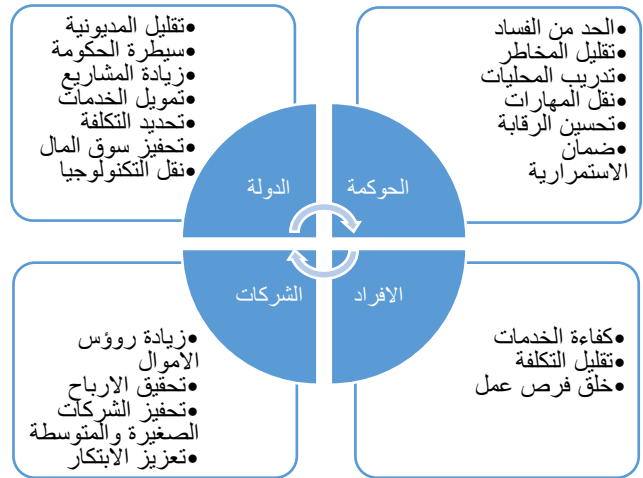 •الحد من الفساد
•تقليل المخاطر
•تدريب المحليات
•نقل المهارات
•تحسين الرقابة
•ضمان
الاستمرارية
•تقليل المديونية
•سيطرة الحكومة
•زيادة المشاريع
•تمويل الخدمات
•تحديد التكلفة
•تحفيز سوق المال
•نقل التكنولوجيا
الحوكمة
الدولة
الافراد
الشركات
•كفاءة الخدمات
•تقليل التكلفة
•خلق فرص عمل
•زيادة رووؤس
الاموال
•تحقيق الارباح
•تحفيز الشركات
الصغيرة والمتوسطة
•تعزيز الابتكار